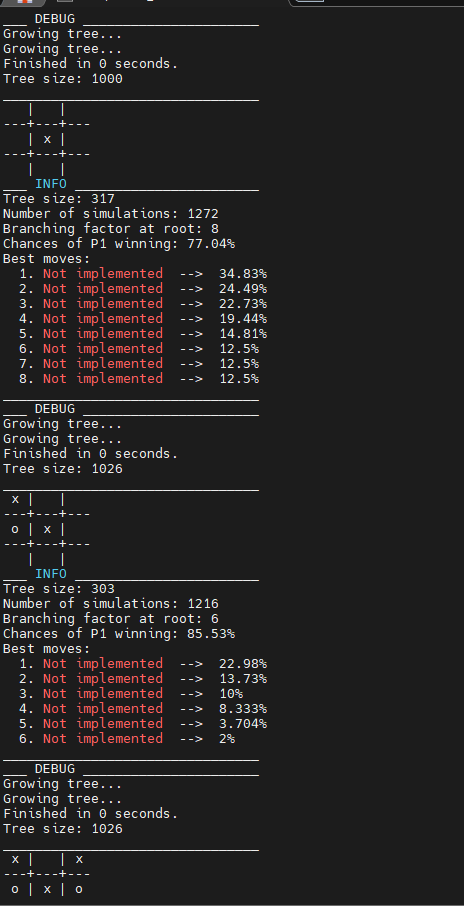 ___ DEBUG ______________________
Growing tree...
Growing tree...
Finished in 0 seconds.
Tree size: 1000
________________________________
   |   |
---+---+---
   | x |
---+---+---
   |   |
___ INFO _______________________
Tree size: 317
Number of simulations: 1272
Branching factor at root: 8
Chances of P1 winning: 77.04%
Best moves:
  1. Not implemented  -->  34.83%
  2. Not implemented  -->  24.49%
  3. Not implemented  -->  22.73%
  4. Not implemented  -->  19.44%
  5. Not implemented  -->  14.81%
  6. Not implemented  -->  12.5%
  7. Not implemented  -->  12.5%
  8. Not implemented  -->  12.5%
________________________________
___ DEBUG ______________________
Growing tree...
Growing tree...
Finished in 0 seconds.
Tree size: 1026
________________________________
 x |   |
---+---+---
 o | x |
---+---+---
   |   |
___ INFO _______________________
Tree size: 303
Number of simulations: 1216
Branching factor at root: 6
Chances of P1 winning: 85.53%
Best moves:
  1. Not implemented  -->  22.98%
  2. Not implemented  -->  13.73%
  3. Not implemented  -->  10%
  4. Not implemented  -->  8.333%
  5. Not implemented  -->  3.704%
  6. Not implemented  -->  2%
________________________________
___ DEBUG ______________________
Growing tree...
Growing tree...
Finished in 0 seconds.
Tree size: 1026
________________________________
 x |   | x
---+---+---
 o | x | o